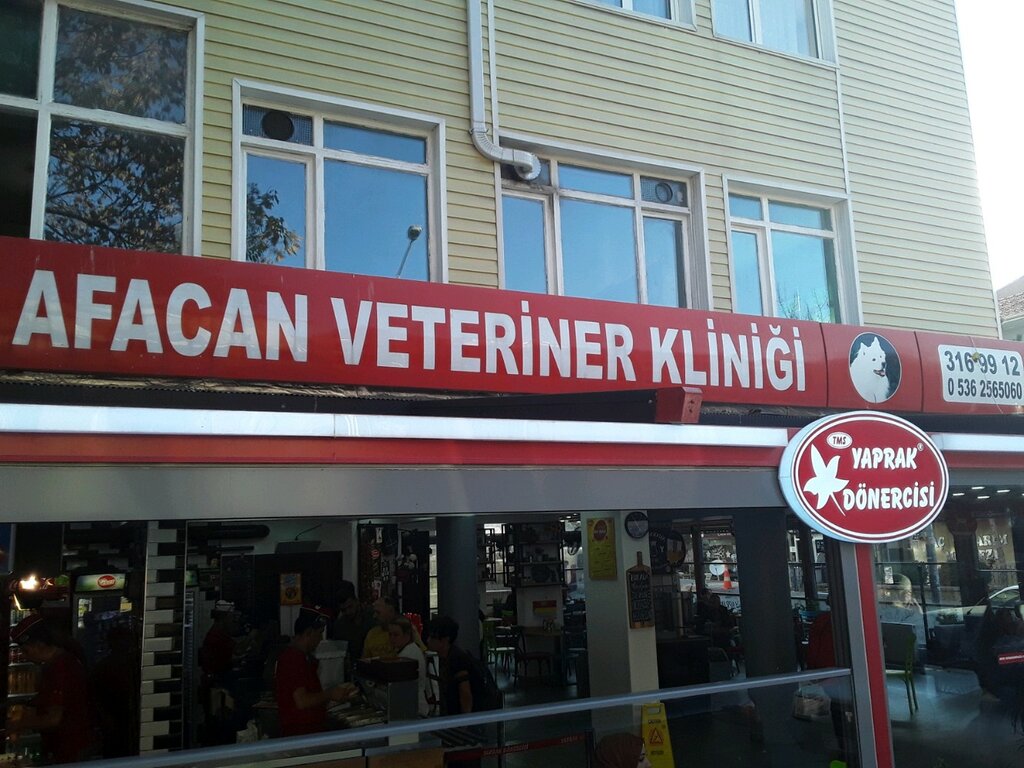 AFACAN VETERİNER KLİNİĞİ
316 99 12
0 536 2565060
TMS
YAPRAK®
DÖNERCİSİ